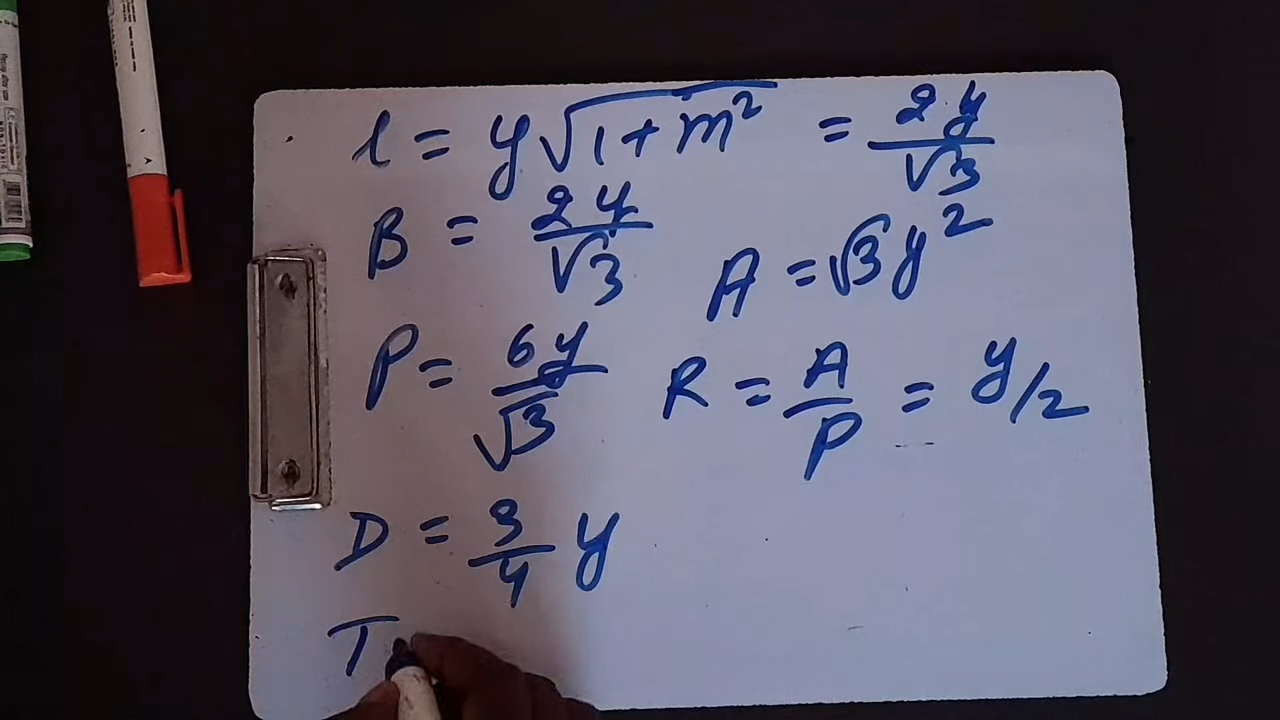 l = y√1+m² = 2y/√3
B = 2y/√3
A = √3 y²
P = 6y/√3
R = A/P = y/2
D = 3/4 y
T